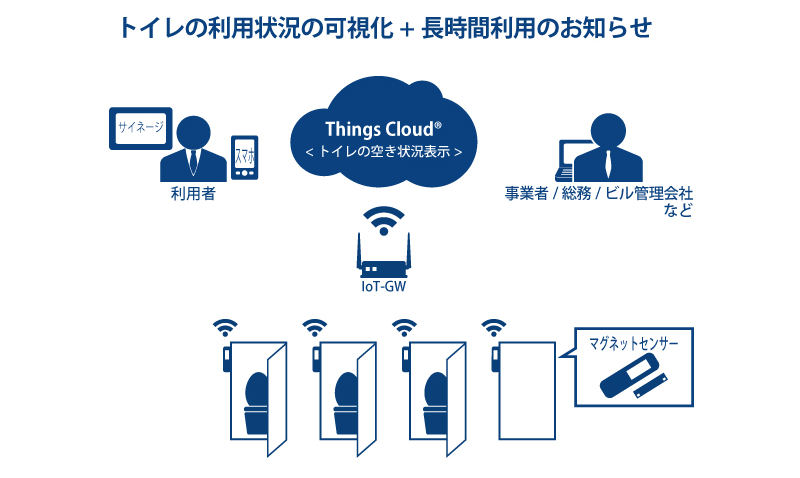 トイレの利用状況の可視化 + 長時間利用のお知らせ
サイネージ
スマホ
利用者
Things Cloud®
< トイレの空き状況表示 >
事業者 / 総務 / ビル管理会社
など
IoT-GW
マグネットセンサー